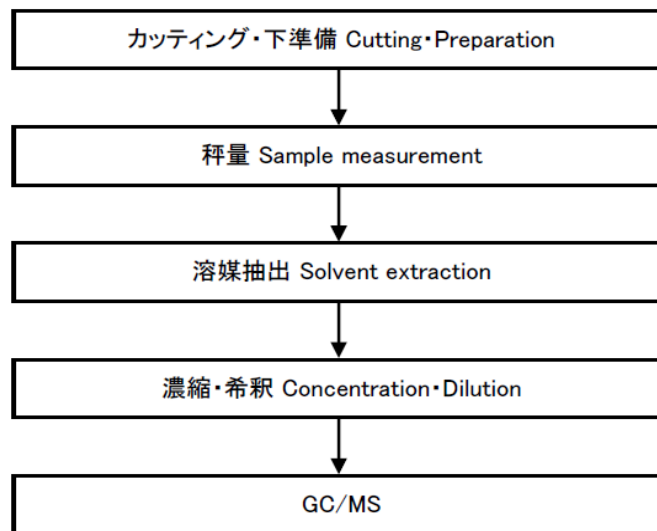 カッティング・下準備 Cutting・Preparation
秤量 Sample measurement
溶媒抽出 Solvent extraction
濃縮・希釈 Concentration・Dilution
GC/MS